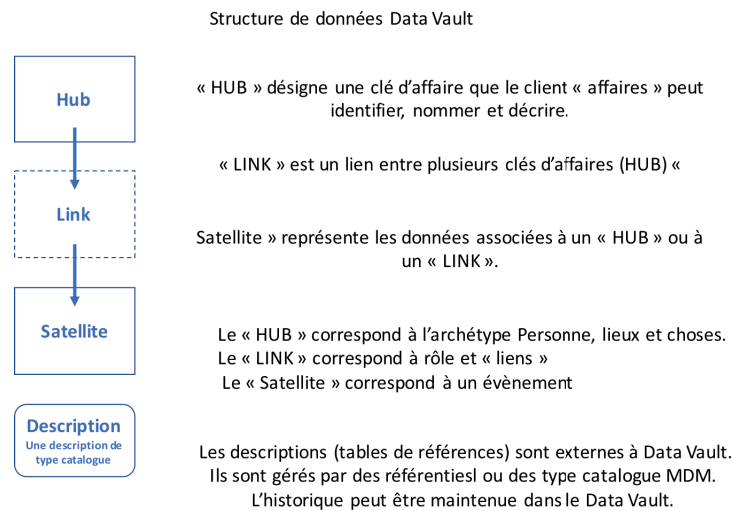 Structure de données Data Vault
Hub
« HUB » désigne une clé d’affaire que le client « affaires » peut
identifier, nommer et décrire.
« LINK » est un lien entre plusieurs clés d’affaires (HUB) «
Link
Satellite » représente les données associées à un « HUB » ou à
un « LINK ».
Satellite
Le « HUB » correspond à l’archétype Personne, lieux et choses.
Le « LINK » correspond à rôle et « liens »
Le « Satellite » correspond à un évènement
Description
Une description de
type catalogue
Les descriptions (tables de références) sont externes à Data Vault.
Ils sont gérés par des référentiesl ou des type catalogue MDM.
L’historique peut être maintenue dans le Data Vault.